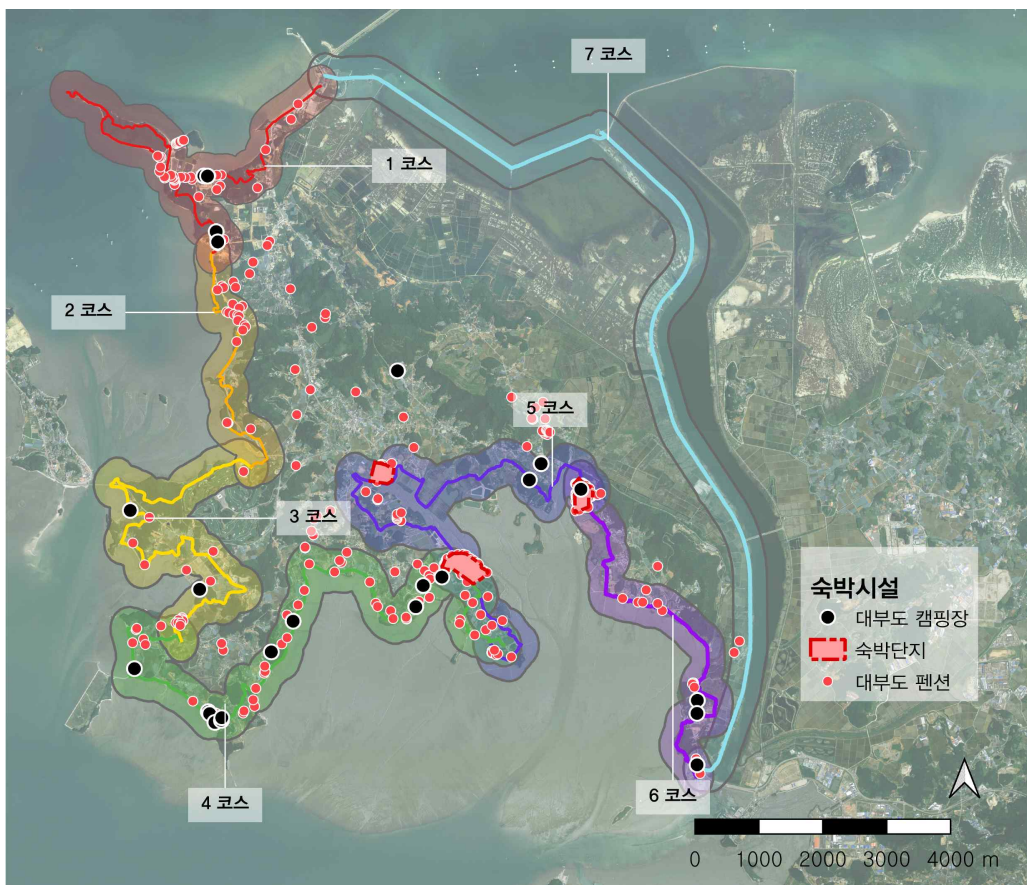 7 코스
1 코스
2 코스
5 코스
3 코스
숙박시설
대부도 캠핑장
숙박단지
대부도 펜션
4 코스
6 코스
0 1000 2000 3000 4000 m